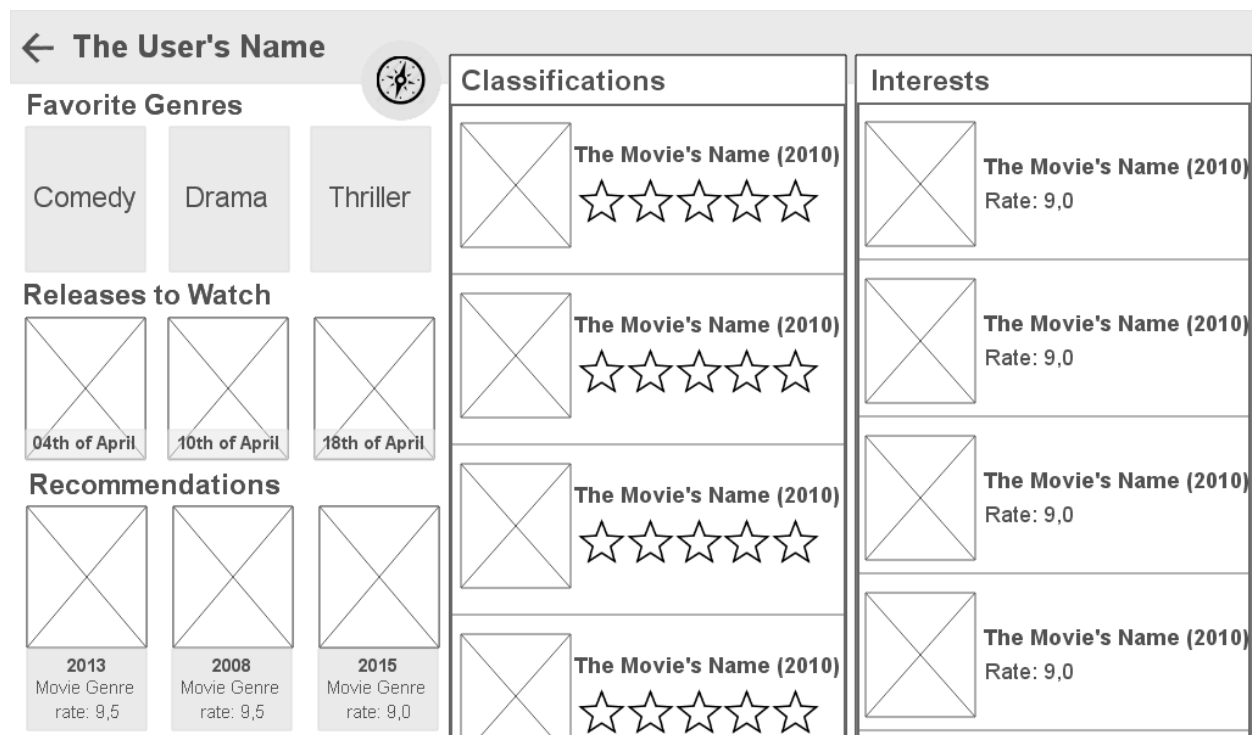 The User's Name
Favorite Genres
Comedy
Drama
Thriller
Releases to Watch
04th of April
10th of April
18th of April
Recommendations
2013
Movie Genre
rate: 9,5
2008
Movie Genre
rate: 9,5
2015
Movie Genre
rate: 9,0
Classifications
The Movie's Name (2010)
The Movie's Name (2010)
The Movie's Name (2010)
The Movie's Name (2010)
Interests
The Movie's Name (2010)
Rate: 9,0
The Movie's Name (2010)
Rate: 9,0
The Movie's Name (2010)
Rate: 9,0
The Movie's Name (2010)
Rate: 9,0